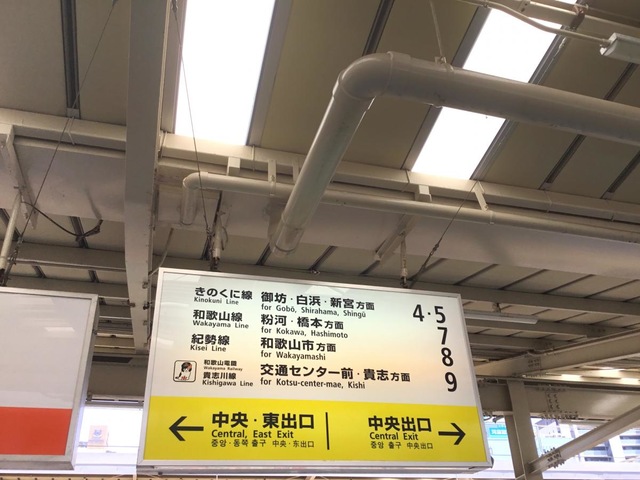 きのくに線 御坊・白浜・新宮方面 4・5
Kinokuni Line for Gobō, Shirahama, Shingū
和歌山線 粉河・橋本方面 7
Wakayama Line for Kokawa, Hashimoto
紀勢線 和歌山市方面 8
Kisei Line for Wakayamashi
和歌山電鐵
Wakayama Railway
貴志川線 交通センター前・貴志方面 9
Kishigawa Line for Kotsu-center-mae, Kishi
← 中央・東出口 中央出口 →
Central, East Exit Central Exit
중앙・동쪽 출구 中央・东出口 중앙 출구 中央出口